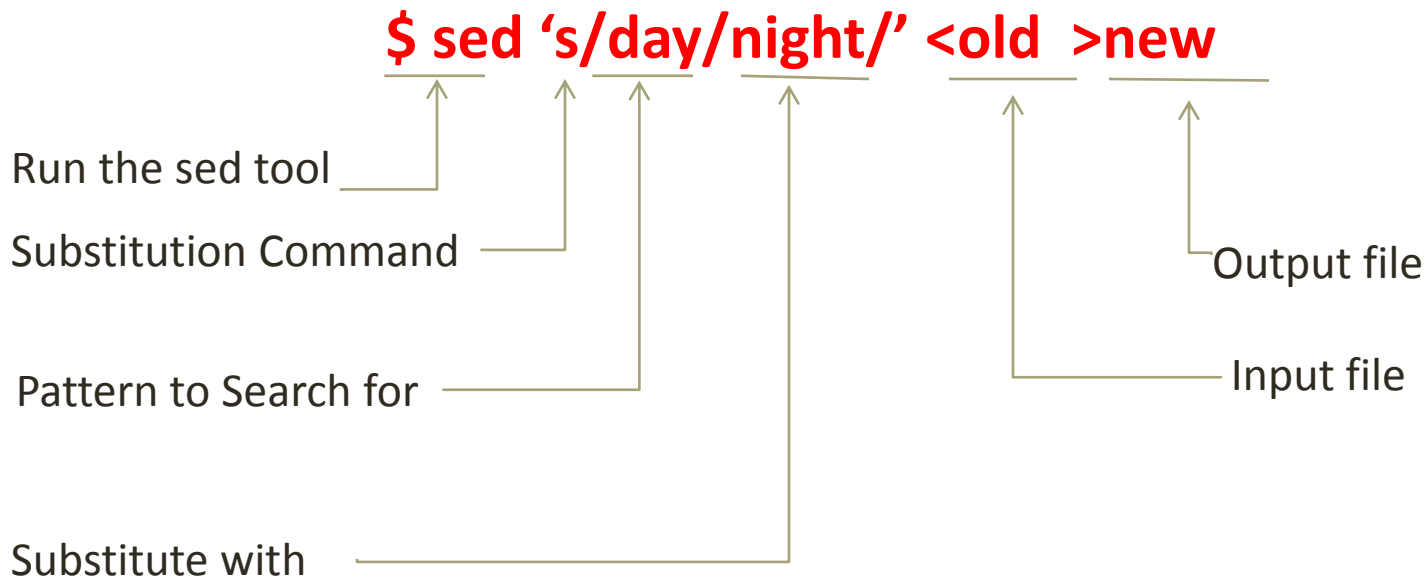 $ sed ‘s/day/night/’ <old  >new
Run the sed tool
Substitution Command
Output file
Pattern to Search for
Input file
Substitute with